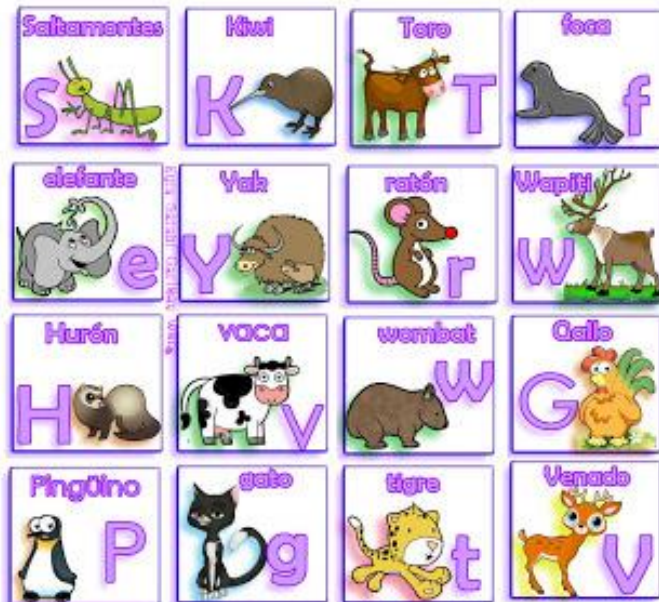 Saltamontes
S
Kiwi
K
Toro
T
foca
f
elefante
e
Yak
Y
ratón
r
Wapiti
w
Hurón
H
vaca
v
wombat
w
Gallo
G
Pingüino
P
gato
g
tigre
t
Venado
V